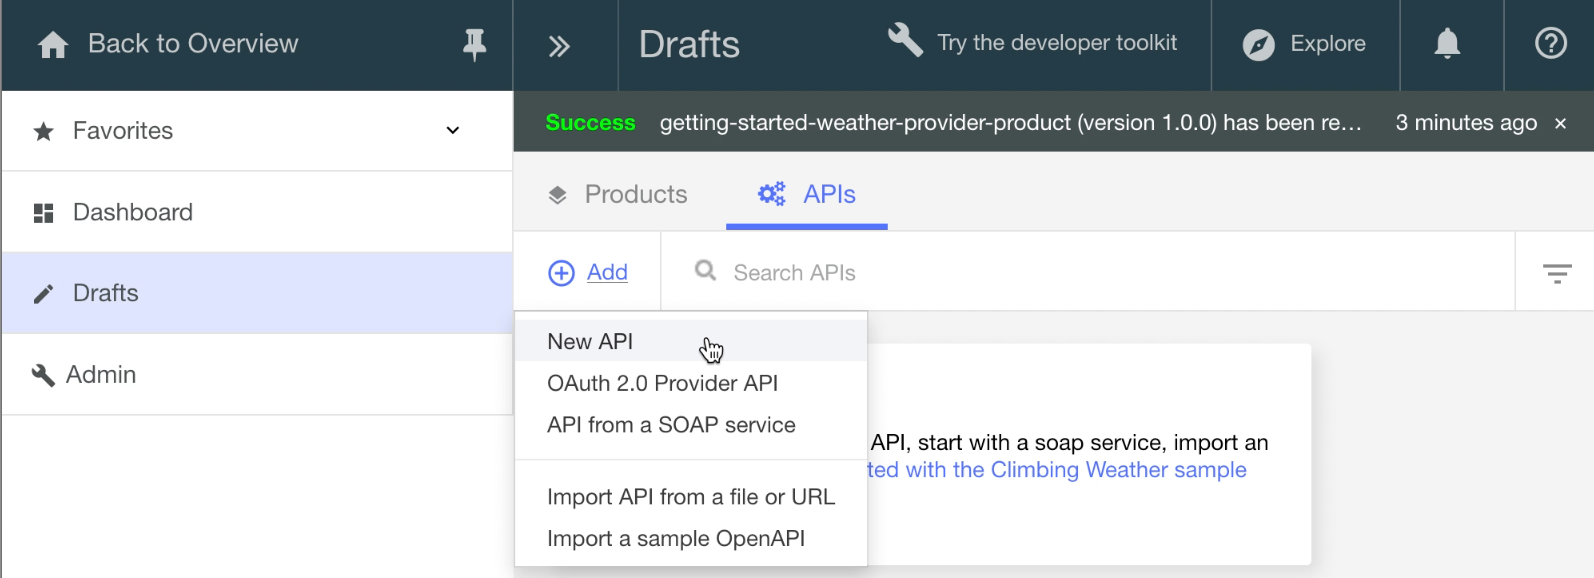 Back to Overview
Drafts
Try the developer toolkit
Explore
Favorites
Success getting-started-weather-provider-product (version 1.0.0) has been re... 3 minutes ago ×
Products
APIs
Dashboard
Add
Search APIs
Drafts
New API
OAuth 2.0 Provider API
Admin
API from a SOAP service
API, start with a soap service, import an
ted with the Climbing Weather sample
Import API from a file or URL
Import a sample OpenAPI